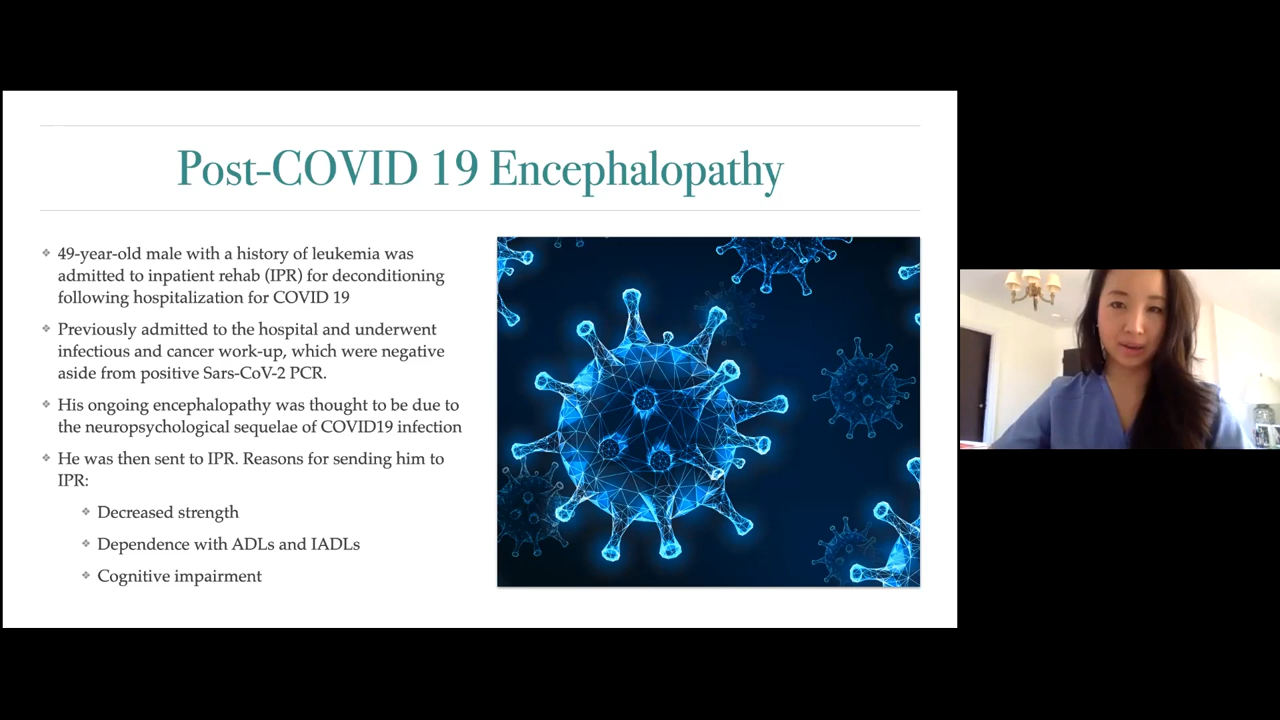 Post-COVID 19 Encephalopathy
49-year-old male with a history of leukemia was
admitted to inpatient rehab (IPR) for deconditioning
following hospitalization for COVID 19
Previously admitted to the hospital and underwent
infectious and cancer work-up, which were negative
aside from positive Sars-CoV-2 PCR.
His ongoing encephalopathy was thought to be due to
the neuropsychological sequelae of COVID19 infection
He was then sent to IPR. Reasons for sending him to
IPR:
Decreased strength
Dependence with ADLs and IADLs
Cognitive impairment